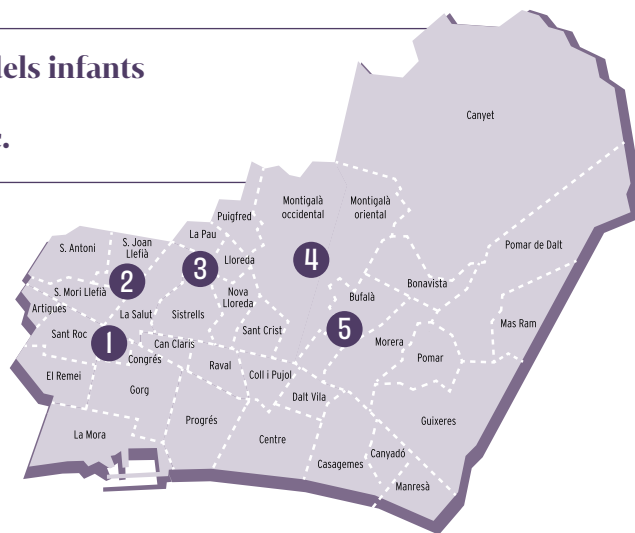 dels infants
Canyet
Montigalà
occidental
Montigalà
oriental
Puigfred
La Pau
S. Joan
Llefià
S. Antoni
Pomar de Dalt
Lloreda
4
3
2
Bonavista
S. Mori Llefià
Nova
Lloreda
Bufalà
Artigues
La Salut
Sistrells
Mas Ram
5
Sant Roc
1
Can Claris
Sant Crist
Morera
Congrés
Pomar
Raval
El Remei
Coll i Pujol
Gorg
Dalt Vila
Progrés
Guixeres
La Mora
Centre
Canyadó
Casagemes
Manresà